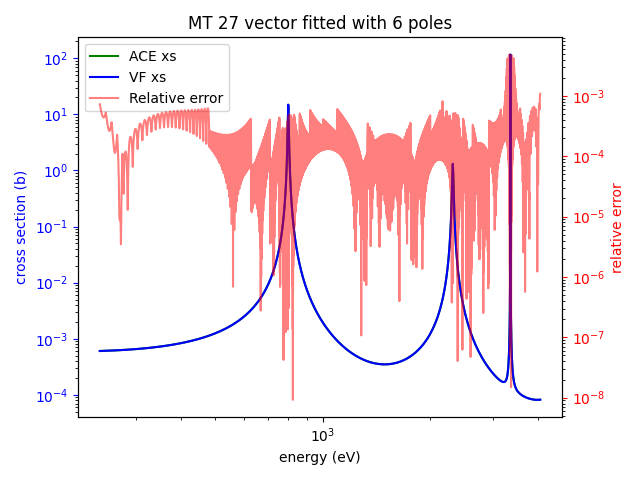 MT 27 vector fitted with 6 poles
ACE xs
VF xs
Relative error
cross section (b)
10²
10¹
10⁰
10⁻¹
10⁻²
10⁻³
10⁻⁴
10⁻³
10⁻⁴
10⁻⁵
10⁻⁶
10⁻⁷
10⁻⁸
relative error
10³
energy (eV)